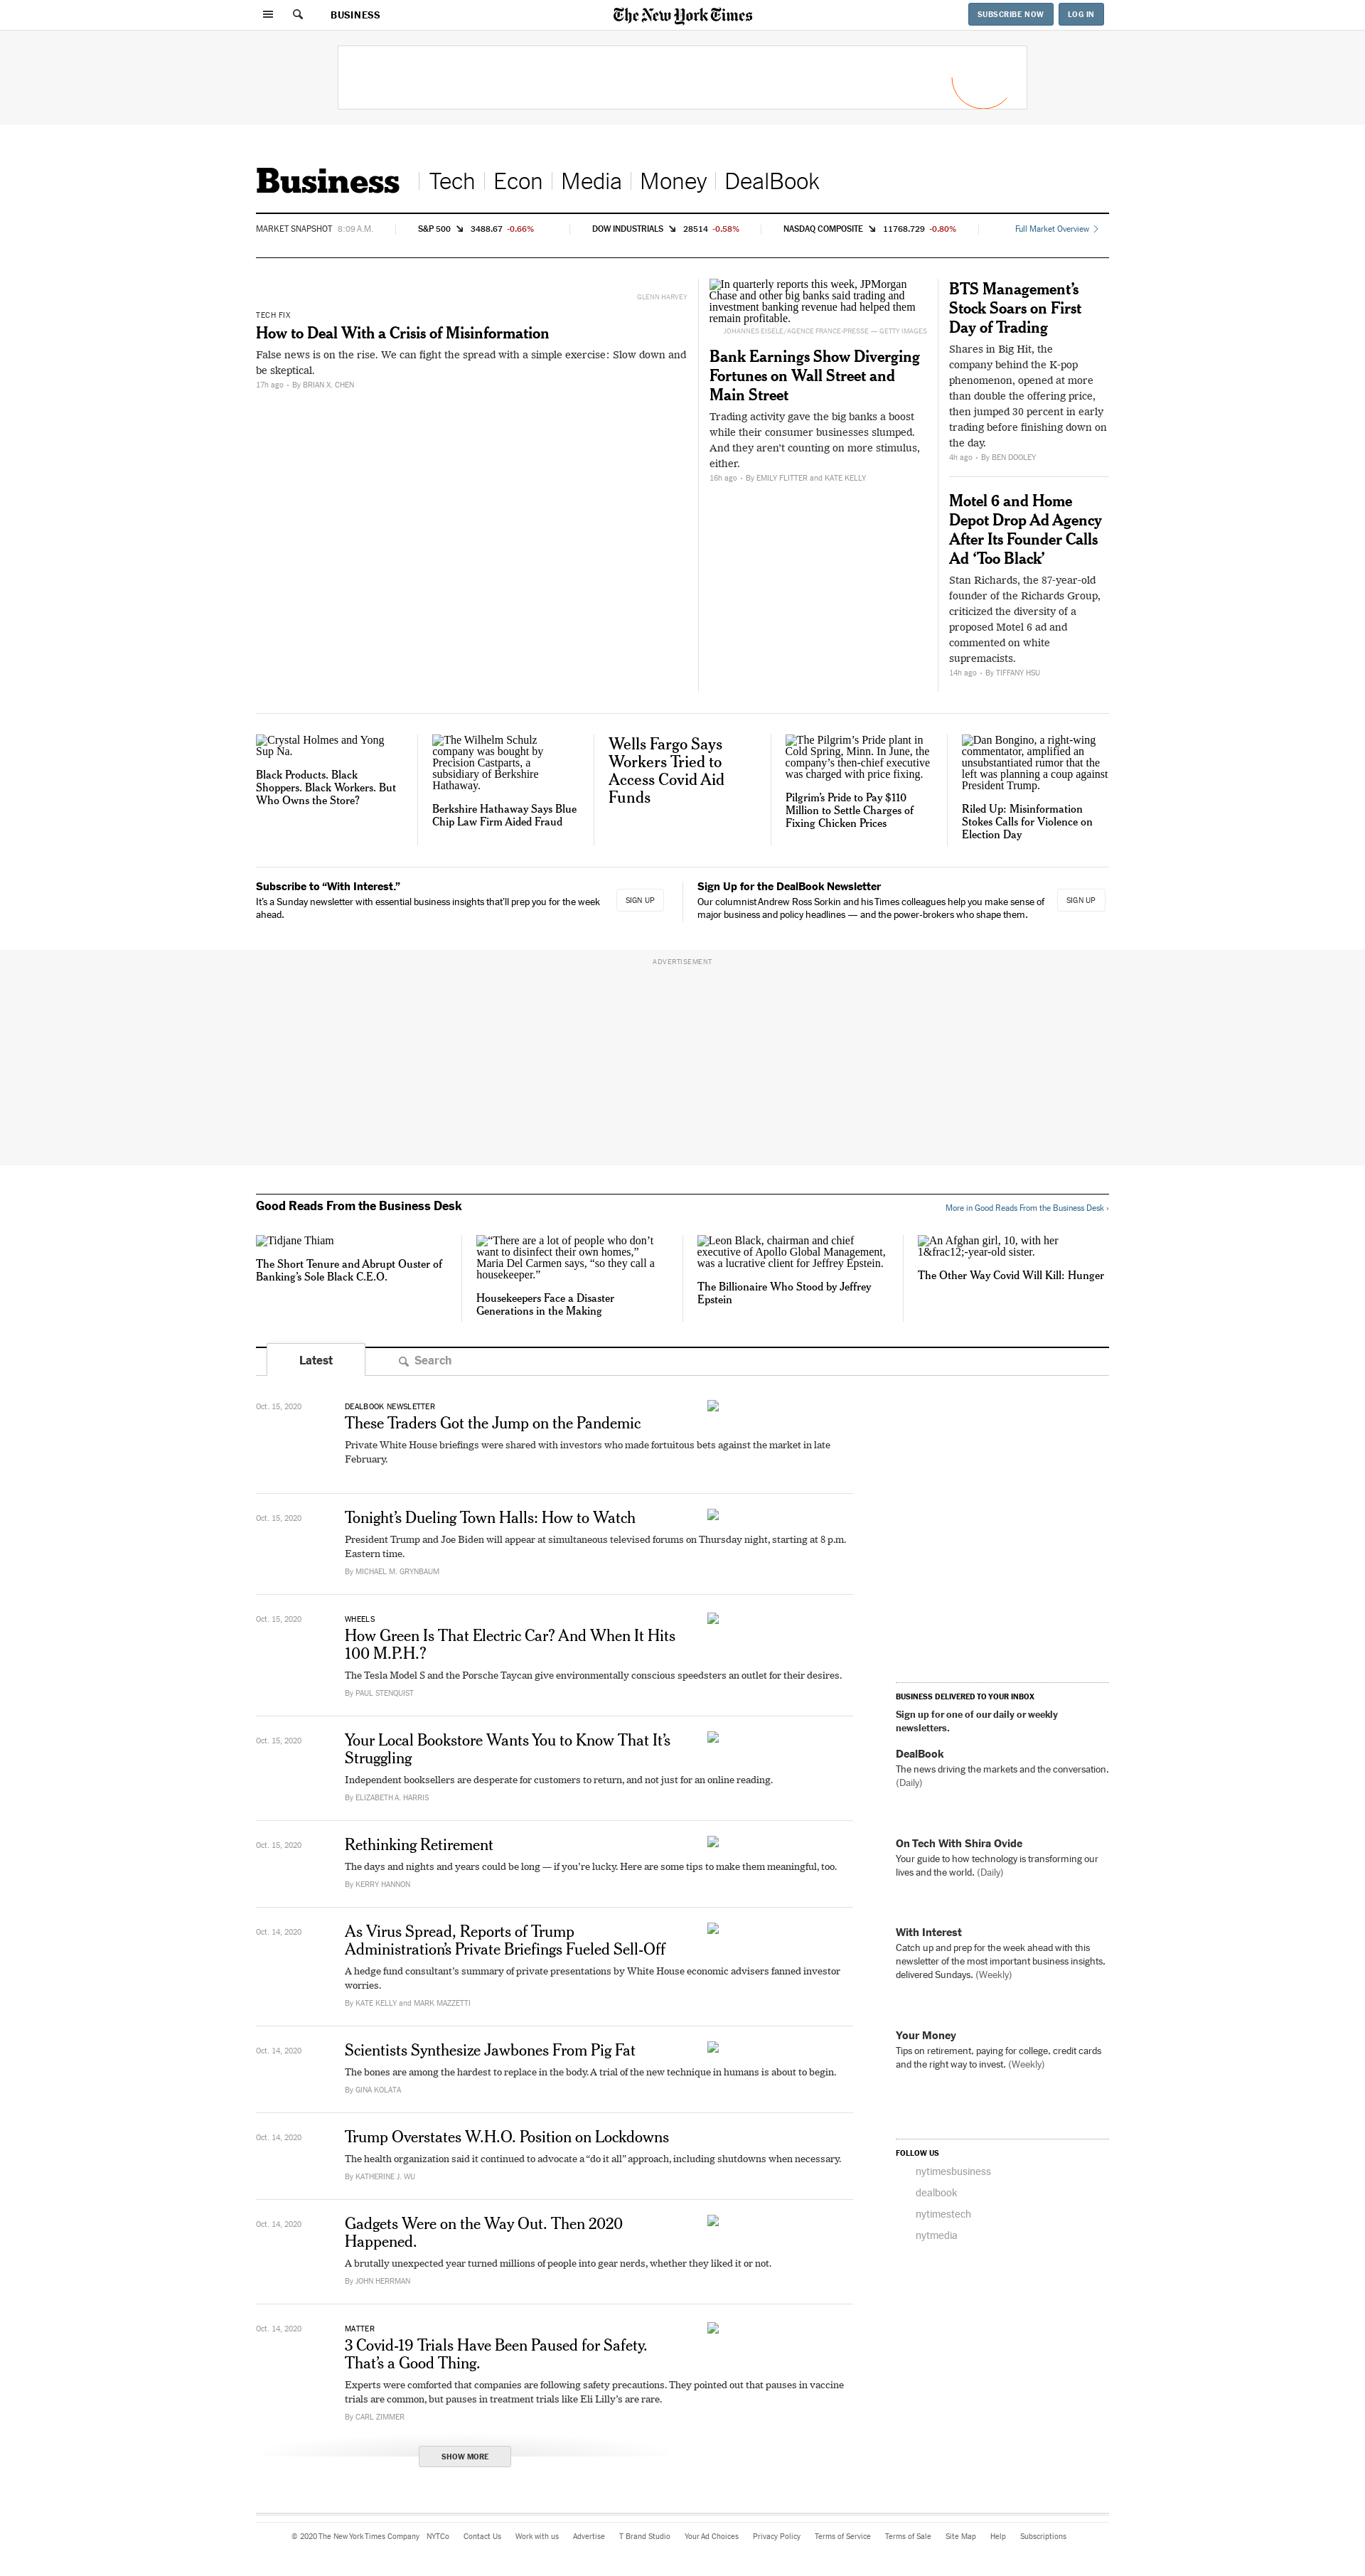 BUSINESS
The New York Times
SUBSCRIBE NOW
LOG IN
Business
Tech
Econ
Media
Money
DealBook
MARKET SNAPSHOT 8:09 A.M.
S&P 500 3488.67 -0.66%
DOW INDUSTRIALS 28514 -0.58%
NASDAQ COMPOSITE 11768.729 -0.80%
Full Market Overview
GLENN HARVEY
TECH FIX
How to Deal With a Crisis of Misinformation
False news is on the rise. We can fight the spread with a simple exercise: Slow down and
be skeptical.
17h ago • By BRIAN X. CHEN
In quarterly reports this week, JPMorgan
Chase and other big banks said trading and
investment banking revenue had helped them
remain profitable.
JOHANNES EISELE/AGENCE FRANCE-PRESSE — GETTY IMAGES
Bank Earnings Show Diverging
Fortunes on Wall Street and
Main Street
Trading activity gave the big banks a boost
while their consumer businesses slumped.
And they aren't counting on more stimulus,
either.
16h ago • By EMILY FLITTER and KATE KELLY
BTS Management's
Stock Soars on First
Day of Trading
Shares in Big Hit, the
company behind the K-pop
phenomenon, opened at more
than double the offering price,
then jumped 30 percent in early
trading before finishing down on
the day.
4h ago • By BEN DOOLEY
Motel 6 and Home
Depot Drop Ad Agency
After Its Founder Calls
Ad ‘Too Black’
Stan Richards, the 87-year-old
founder of the Richards Group,
criticized the diversity of a
proposed Motel 6 ad and
commented on white
supremacists.
14h ago • By TIFFANY HSU
Crystal Holmes and Yong
Sup Na.
Black Products. Black
Shoppers. Black Workers. But
Who Owns the Store?
The Wilhelm Schulz
company was bought by
Precision Castparts, a
subsidiary of Berkshire
Hathaway.
Berkshire Hathaway Says Blue
Chip Law Firm Aided Fraud
Wells Fargo Says
Workers Tried to
Access Covid Aid
Funds
The Pilgrim’s Pride plant in
Cold Spring, Minn. In June, the
company’s then-chief executive
was charged with price fixing.
Pilgrim’s Pride to Pay $110
Million to Settle Charges of
Fixing Chicken Prices
Dan Bongino, a right-wing
commentator, amplified an
unsubstantiated rumor that the
left was planning a coup against
President Trump.
Riled Up: Misinformation
Stokes Calls for Violence on
Election Day
Subscribe to “With Interest.”
It’s a Sunday newsletter with essential business insights that’ll prep you for the week
ahead.
SIGN UP
Sign Up for the DealBook Newsletter
Our columnist Andrew Ross Sorkin and his Times colleagues help you make sense of
major business and policy headlines — and the power-brokers who shape them.
SIGN UP
ADVERTISEMENT
Good Reads From the Business Desk
More in Good Reads From the Business Desk ›
Tidjane Thiam
The Short Tenure and Abrupt Ouster of
Banking’s Sole Black C.E.O.
“There are a lot of people who don’t
want to disinfect their own homes,”
Maria Del Carmen says, “so they call a
housekeeper.”
Housekeepers Face a Disaster
Generations in the Making
Leon Black, chairman and chief
executive of Apollo Global Management,
was a lucrative client for Jeffrey Epstein.
The Billionaire Who Stood by Jeffrey
Epstein
An Afghan girl, 10, with her
1&frac12;-year-old sister.
The Other Way Covid Will Kill: Hunger
Latest
Search
Oct. 15, 2020
DEALBOOK NEWSLETTER
These Traders Got the Jump on the Pandemic
Private White House briefings were shared with investors who made fortuitous bets against the market in late
February.
Oct. 15, 2020
Tonight’s Dueling Town Halls: How to Watch
President Trump and Joe Biden will appear at simultaneous televised forums on Thursday night, starting at 8 p.m.
Eastern time.
By MICHAEL M. GRYNBAUM
Oct. 15, 2020
WHEELS
How Green Is That Electric Car? And When It Hits
100 M.P.H.?
The Tesla Model S and the Porsche Taycan give environmentally conscious speedsters an outlet for their desires.
By PAUL STENQUIST
Oct. 15, 2020
Your Local Bookstore Wants You to Know That It’s
Struggling
Independent booksellers are desperate for customers to return, and not just for an online reading.
By ELIZABETH A. HARRIS
Oct. 15, 2020
Rethinking Retirement
The days and nights and years could be long — if you’re lucky. Here are some tips to make them meaningful, too.
By KERRY HANNON
Oct. 14, 2020
As Virus Spread, Reports of Trump
Administration’s Private Briefings Fueled Sell-Off
A hedge fund consultant’s summary of private presentations by White House economic advisers fanned investor
worries.
By KATE KELLY and MARK MAZZETTI
Oct. 14, 2020
Scientists Synthesize Jawbones From Pig Fat
The bones are among the hardest to replace in the body. A trial of the new technique in humans is about to begin.
By GINA KOLATA
Oct. 14, 2020
Trump Overstates W.H.O. Position on Lockdowns
The health organization said it continued to advocate a “do it all” approach, including shutdowns when necessary.
By KATHERINE J. WU
Oct. 14, 2020
Gadgets Were on the Way Out. Then 2020
Happened.
A brutally unexpected year turned millions of people into gear nerds, whether they liked it or not.
By JOHN HERRMAN
Oct. 14, 2020
MATTER
3 Covid-19 Trials Have Been Paused for Safety.
That’s a Good Thing.
Experts were comforted that companies are following safety precautions. They pointed out that pauses in vaccine
trials are common, but pauses in treatment trials like Eli Lilly’s are rare.
By CARL ZIMMER
SHOW MORE
BUSINESS DELIVERED TO YOUR INBOX
Sign up for one of our daily or weekly
newsletters.
DealBook
The news driving the markets and the conversation.
(Daily)
On Tech With Shira Ovide
Your guide to how technology is transforming our
lives and the world. (Daily)
With Interest
Catch up and prep for the week ahead with this
newsletter of the most important business insights,
delivered Sundays. (Weekly)
Your Money
Tips on retirement, paying for college, credit cards
and the right way to invest. (Weekly)
FOLLOW US
nytimesbusiness
dealbook
nytimestech
nytmedia
© 2020 The New York Times Company
NYTCo
Contact Us
Work with us
Advertise
T Brand Studio
Your Ad Choices
Privacy Policy
Terms of Service
Terms of Sale
Site Map
Help
Subscriptions